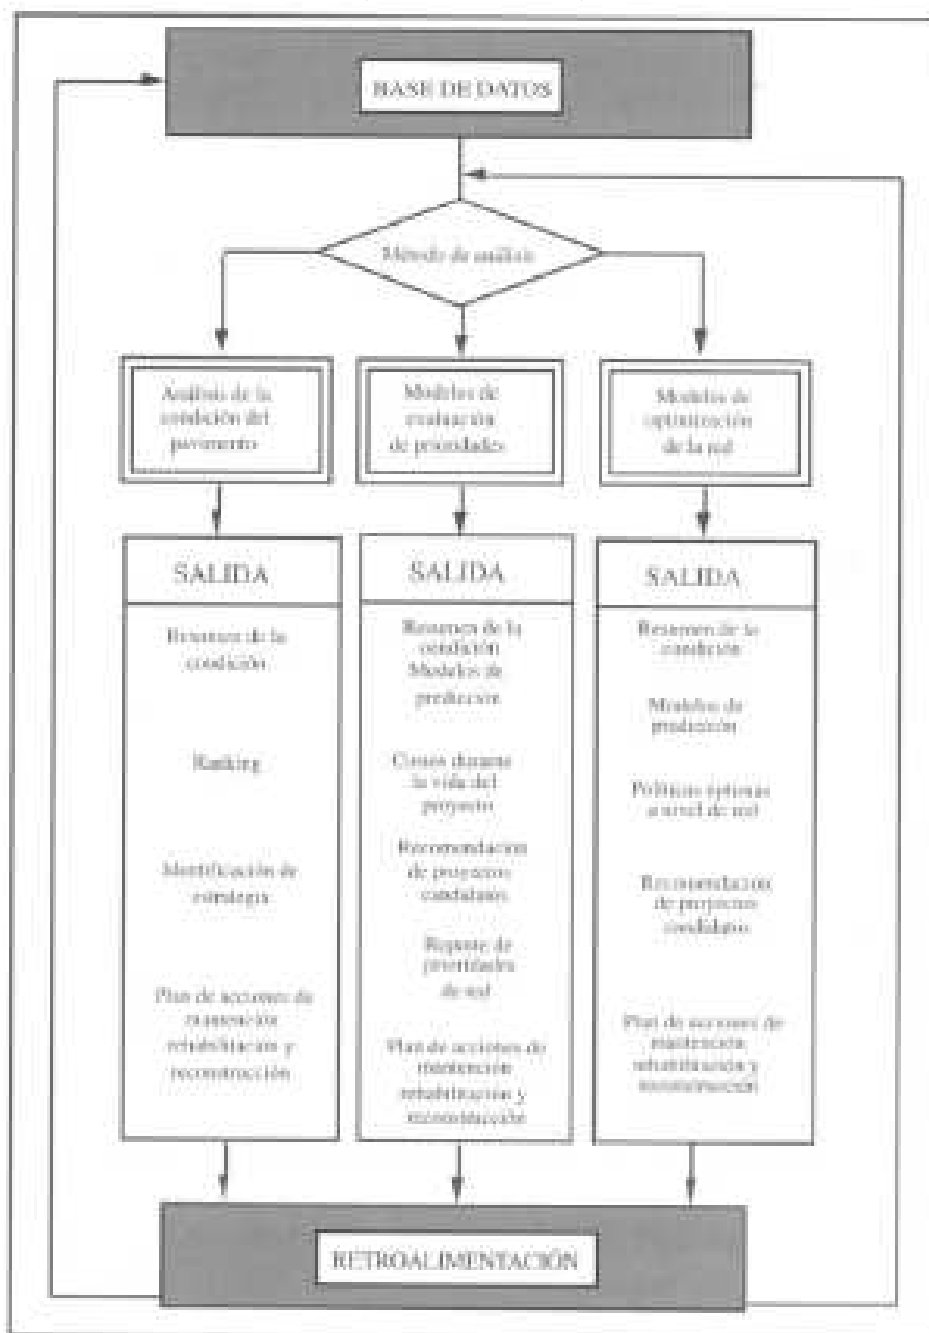 BASE DE DATOS
Método de análisis
Análisis de la
condición del
pavimento
Modelos de
evaluación
de prioridades
Modelos de
optimización
de la red
SALIDA
Resumen de la
condición
Ranking
Identificación de
estrategia
Plan de acciones de
mantención
rehabilitación y
reconstrucción
SALIDA
Resumen de la
condición
Modelos de
predicción
Costos durante
la vida del
proyecto
Recomendación
de proyectos
candidatos
Reporte de
prioridades
de red
Plan de acciones de
mantención
rehabilitación y
reconstrucción
SALIDA
Resumen de la
condición
Modelos de
predicción
Políticas óptimas
a nivel de red
Recomendación
de proyectos
candidatos
Plan de acciones de
mantención
rehabilitación y
reconstrucción
RETROALIMENTACIÓN